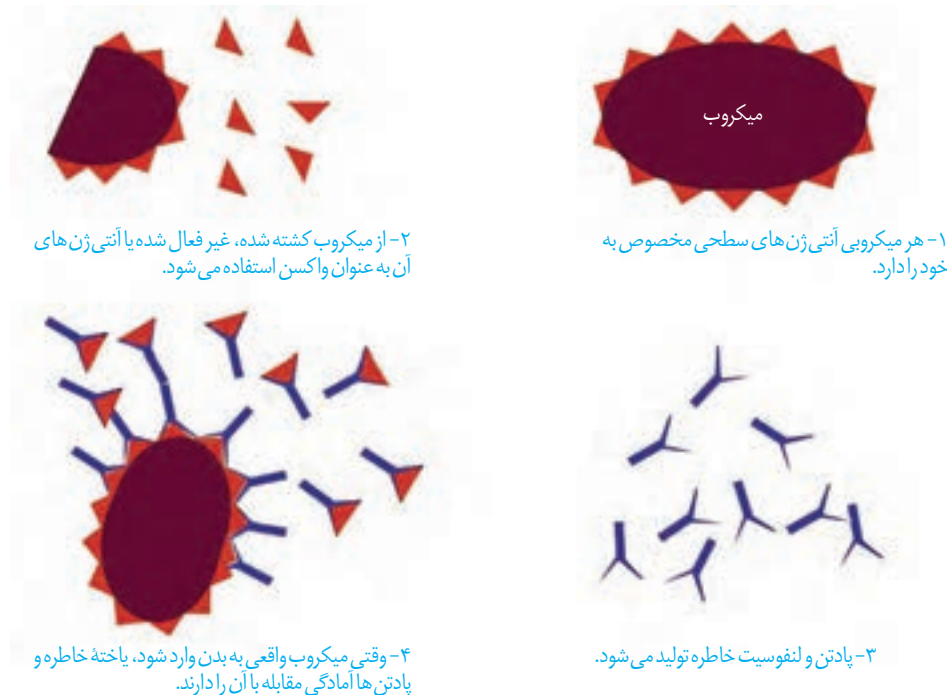 میکروب
۱- هر میکروبی آنتی‌ژن‌های سطحی مخصوص به
خود را دارد.
۲- از میکروب کشته شده، غیر فعال شده یا آنتی‌ژن‌های
آن به عنوان واکسن استفاده می‌شود.
۳- پادتن و لنفوسیت خاطره تولید می‌شود.
۴- وقتی میکروب واقعی به بدن وارد شود، یاختهٔ خاطره و
پادتن‌ها آمادگی مقابله با آن را دارند.